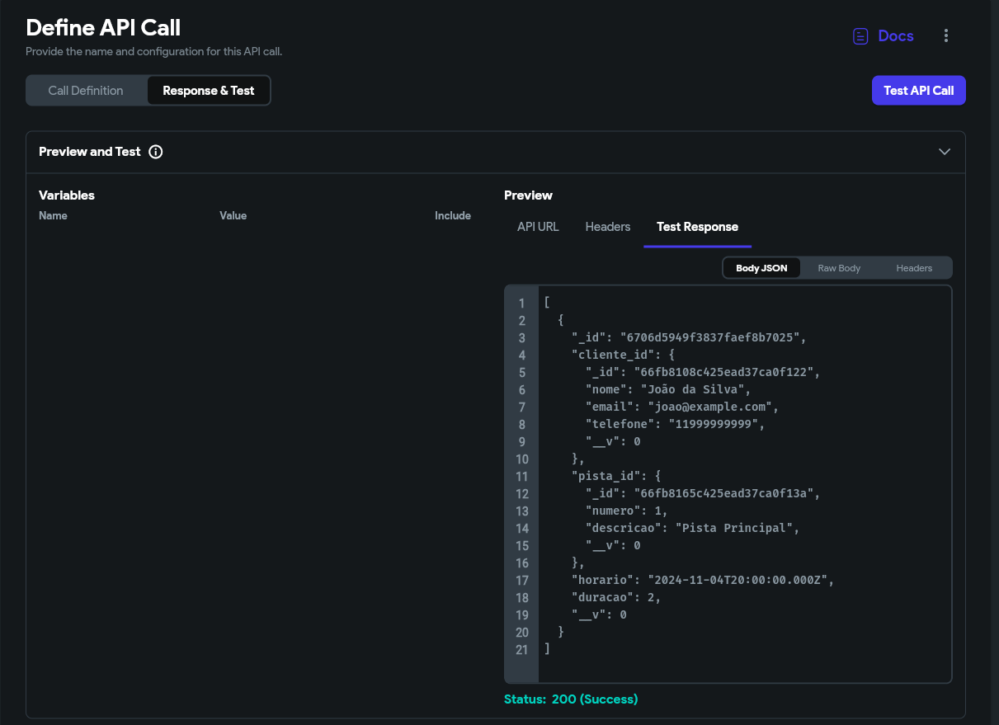 Define API Call
Docs
Provide the name and configuration for this API call.
Call Definition
Response & Test
Test API Call
Preview and Test
Variables
Name
Value
Include
Preview
API URL
Headers
Test Response
Body JSON
Raw Body
Headers
1 [
2   {
3     "_id": "6706d5949f3837faef8b7025",
4     "cliente_id": {
5       "_id": "66fb8108c425ead37ca0f122",
6       "nome": "João da Silva",
7       "email": "joao@example.com",
8       "telefone": "11999999999",
9       "__v": 0
10     },
11     "pista_id": {
12       "_id": "66fb8165c425ead37ca0f13a",
13       "numero": 1,
14       "descricao": "Pista Principal",
15       "__v": 0
16     },
17     "horario": "2024-11-04T20:00:00.000Z",
18     "duracao": 2,
19     "__v": 0
20   }
21 ]
Status: 200 (Success)